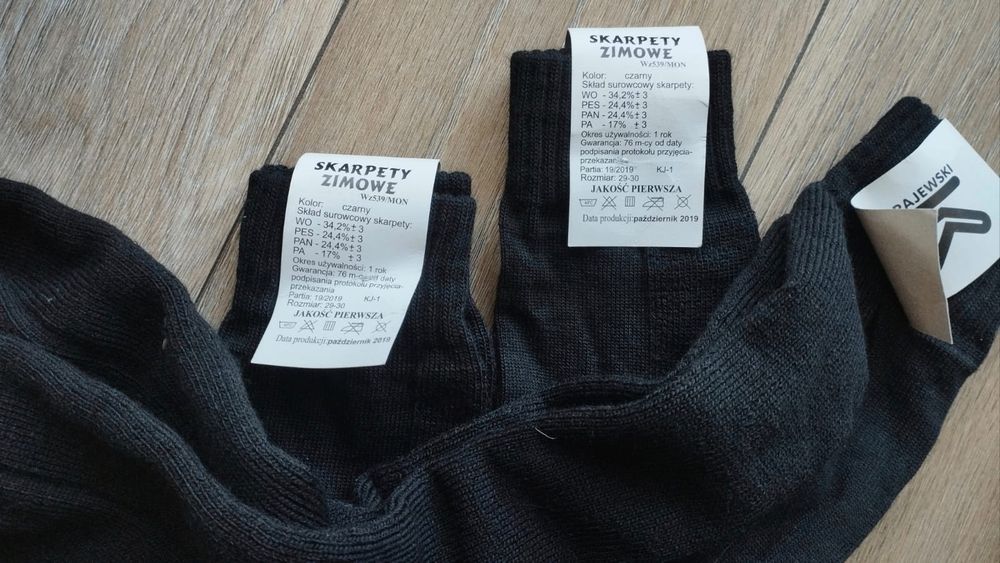 SKARPETY
ZIMOWE
Wz539/MON
Kolor: czarny
Skład surowcowy skarpety:
WO - 34,2%± 3
PES - 24,4%± 3
PAN - 24,4%± 3
PA - 17% ± 3
Okres używalności: 1 rok
Gwarancja: 76 m-cy od daty
podpisania protokołu przyjęcia-
przekazania
Partia: 19/2019 KJ-1
Rozmiar: 29-30
JAKOŚĆ PIERWSZA
Data produkcji:październik 2019
SKARPETY
ZIMOWE
Wz539/MON
Kolor: czarny
Skład surowcowy skarpety:
WO - 34,2%± 3
PES - 24,4%± 3
PAN - 24,4%± 3
PA - 17% ± 3
Okres używalności: 1 rok
Gwarancja: 76 m-cy od daty
podpisania protokołu przyjęcia-
Partia: 19/2019 KJ-1
Rozmiar: 29-30
JAKOŚĆ PIERWSZA
Data produkcji:październik 2019
RAJEWSKI